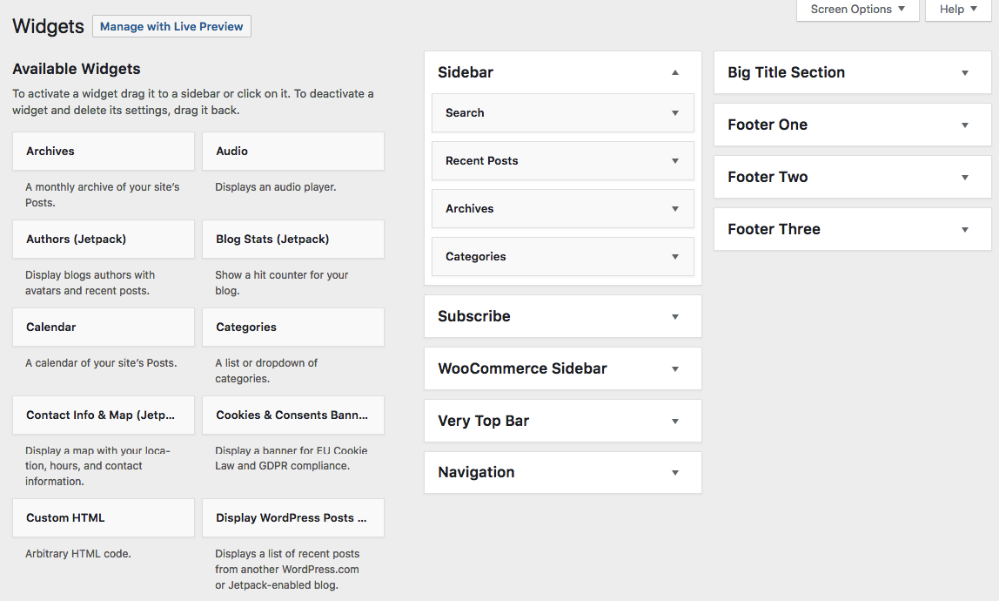 Widgets
Manage with Live Preview
Screen Options
Help
Available Widgets
To activate a widget drag it to a sidebar or click on it. To deactivate a
widget and delete its settings, drag it back.
Archives
A monthly archive of your site’s
Posts.
Audio
Displays an audio player.
Authors (Jetpack)
Display blogs authors with
avatars and recent posts.
Blog Stats (Jetpack)
Show a hit counter for your
blog.
Calendar
A calendar of your site’s Posts.
Categories
A list or dropdown of
categories.
Contact Info & Map (Jetp...
Display a map with your loca-
tion, hours, and contact
information.
Cookies & Consents Bann...
Display a banner for EU Cookie
Law and GDPR compliance.
Custom HTML
Arbitrary HTML code.
Display WordPress Posts ...
Displays a list of recent posts
from another WordPress.com
or Jetpack-enabled blog.
Sidebar
Search
Recent Posts
Archives
Categories
Subscribe
WooCommerce Sidebar
Very Top Bar
Navigation
Big Title Section
Footer One
Footer Two
Footer Three